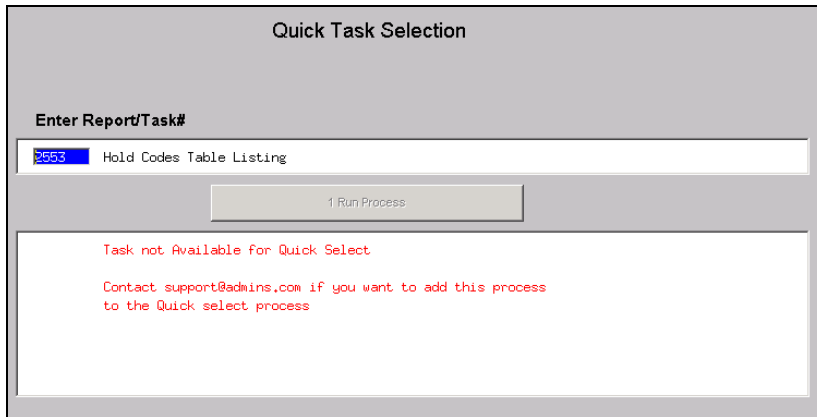 Quick Task Selection
Enter Report/Task#
2553 Hold Codes Table Listing
1 Run Process
Task not Available for Quick Select
Contact support@admins.com if you want to add this process
to the Quick select process